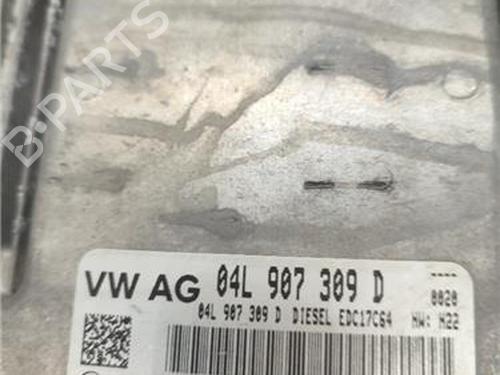 B-PARTS
VW AG 04L 907 309 D
0020
04L 907 309 D DIESEL EDC17C64 HW: H22